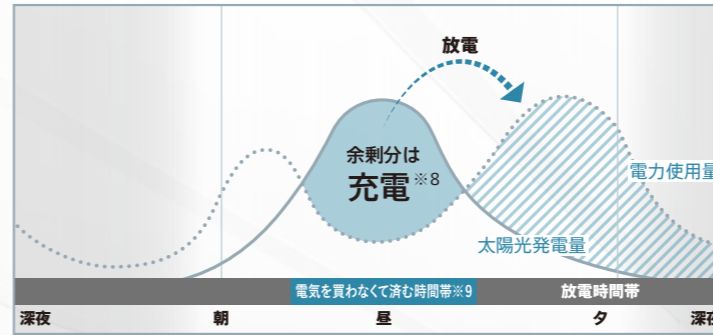 放電
余剰分は
充電※8
電力使用量
太陽光発電量
電気を買わなくて済む時間帯※9
放電時間帯
深夜
朝
昼
夕
深夜